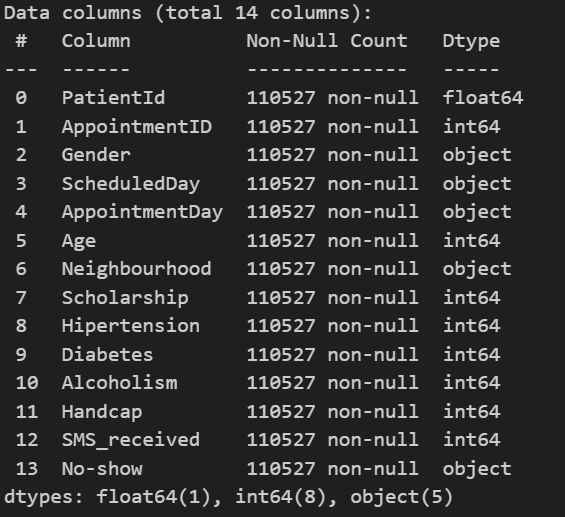 Data columns (total 14 columns):
 #   Column          Non-Null Count   Dtype
---  ------          --------------   -----
 0   PatientId       110527 non-null  float64
 1   AppointmentID   110527 non-null  int64
 2   Gender          110527 non-null  object
 3   ScheduledDay    110527 non-null  object
 4   AppointmentDay  110527 non-null  object
 5   Age             110527 non-null  int64
 6   Neighbourhood   110527 non-null  object
 7   Scholarship     110527 non-null  int64
 8   Hipertension    110527 non-null  int64
 9   Diabetes        110527 non-null  int64
 10  Alcoholism      110527 non-null  int64
 11  Handcap         110527 non-null  int64
 12  SMS_received    110527 non-null  int64
 13  No-show         110527 non-null  object
dtypes: float64(1), int64(8), object(5)